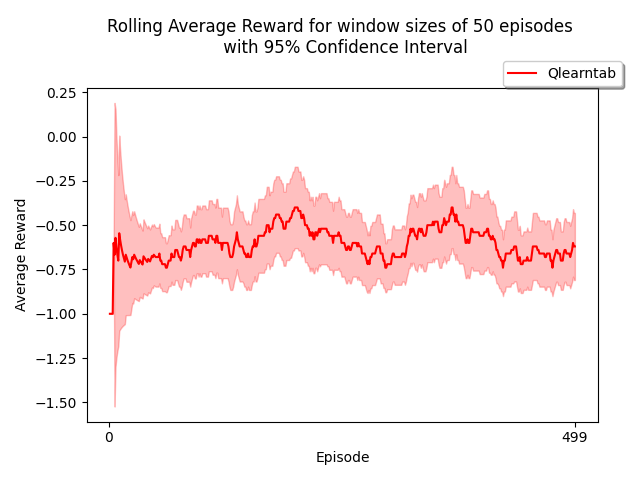 Rolling Average Reward for window sizes of 50 episodes
with 95% Confidence Interval
Qlearntab
0.25
0.00
−0.25
−0.50
−0.75
−1.00
−1.25
−1.50
Average Reward
0
499
Episode